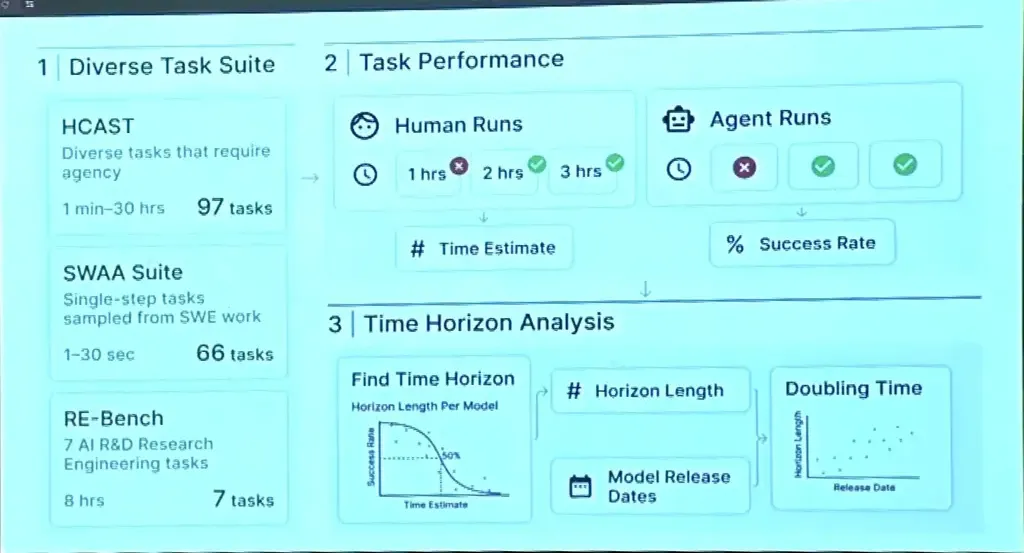 1 | Diverse Task Suite
HCAST
Diverse tasks that require
agency
1 min–30 hrs 97 tasks
SWAA Suite
Single-step tasks
sampled from SWE work
1–30 sec 66 tasks
RE-Bench
7 AI R&D Research
Engineering tasks
8 hrs 7 tasks
2 | Task Performance
Human Runs
1 hrs 2 hrs 3 hrs
# Time Estimate
Agent Runs
% Success Rate
3 | Time Horizon Analysis
Find Time Horizon
Horizon Length Per Model
Success Rate
50%
Time Estimate
# Horizon Length
Model Release
Dates
Doubling Time
Horizon Length
Release Date